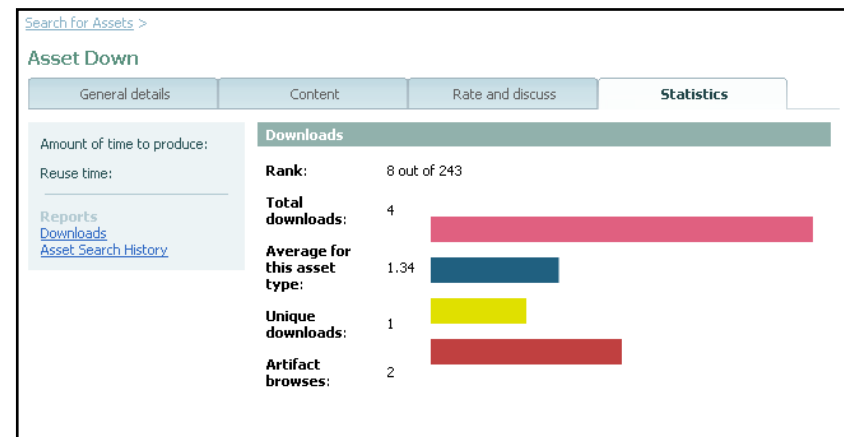 Search for Assets >
Asset Down
General details Content Rate and discuss Statistics
Amount of time to produce:
Reuse time:
Reports
Downloads
Asset Search History
Downloads
Rank: 8 out of 243
Total
downloads: 4
Average for
this asset 1.34
type:
Unique
downloads: 1
Artifact
browses: 2